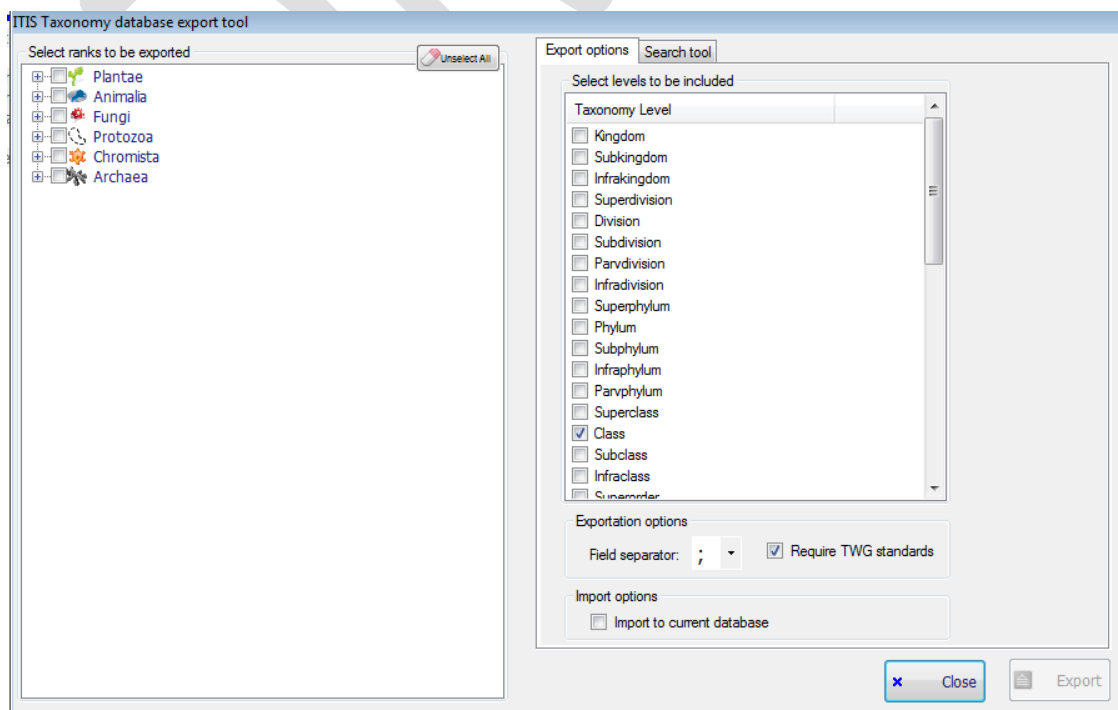 ITIS Taxonomy database export tool
Select ranks to be exported
Unselect All
Plantae
Animalia
Fungi
Protozoa
Chromista
Archaea
Export options
Search tool
Select levels to be included
Taxonomy Level
Kingdom
Subkingdom
Infrakingdom
Superdivision
Division
Subdivision
Parvdivision
Infradivision
Superphylum
Phylum
Subphylum
Infraphylum
Parvphylum
Superclass
Class
Subclass
Infraclass
Superorder
Exportation options
Field separator: ;
Require TWG standards
Import options
Import to current database
Close
Export